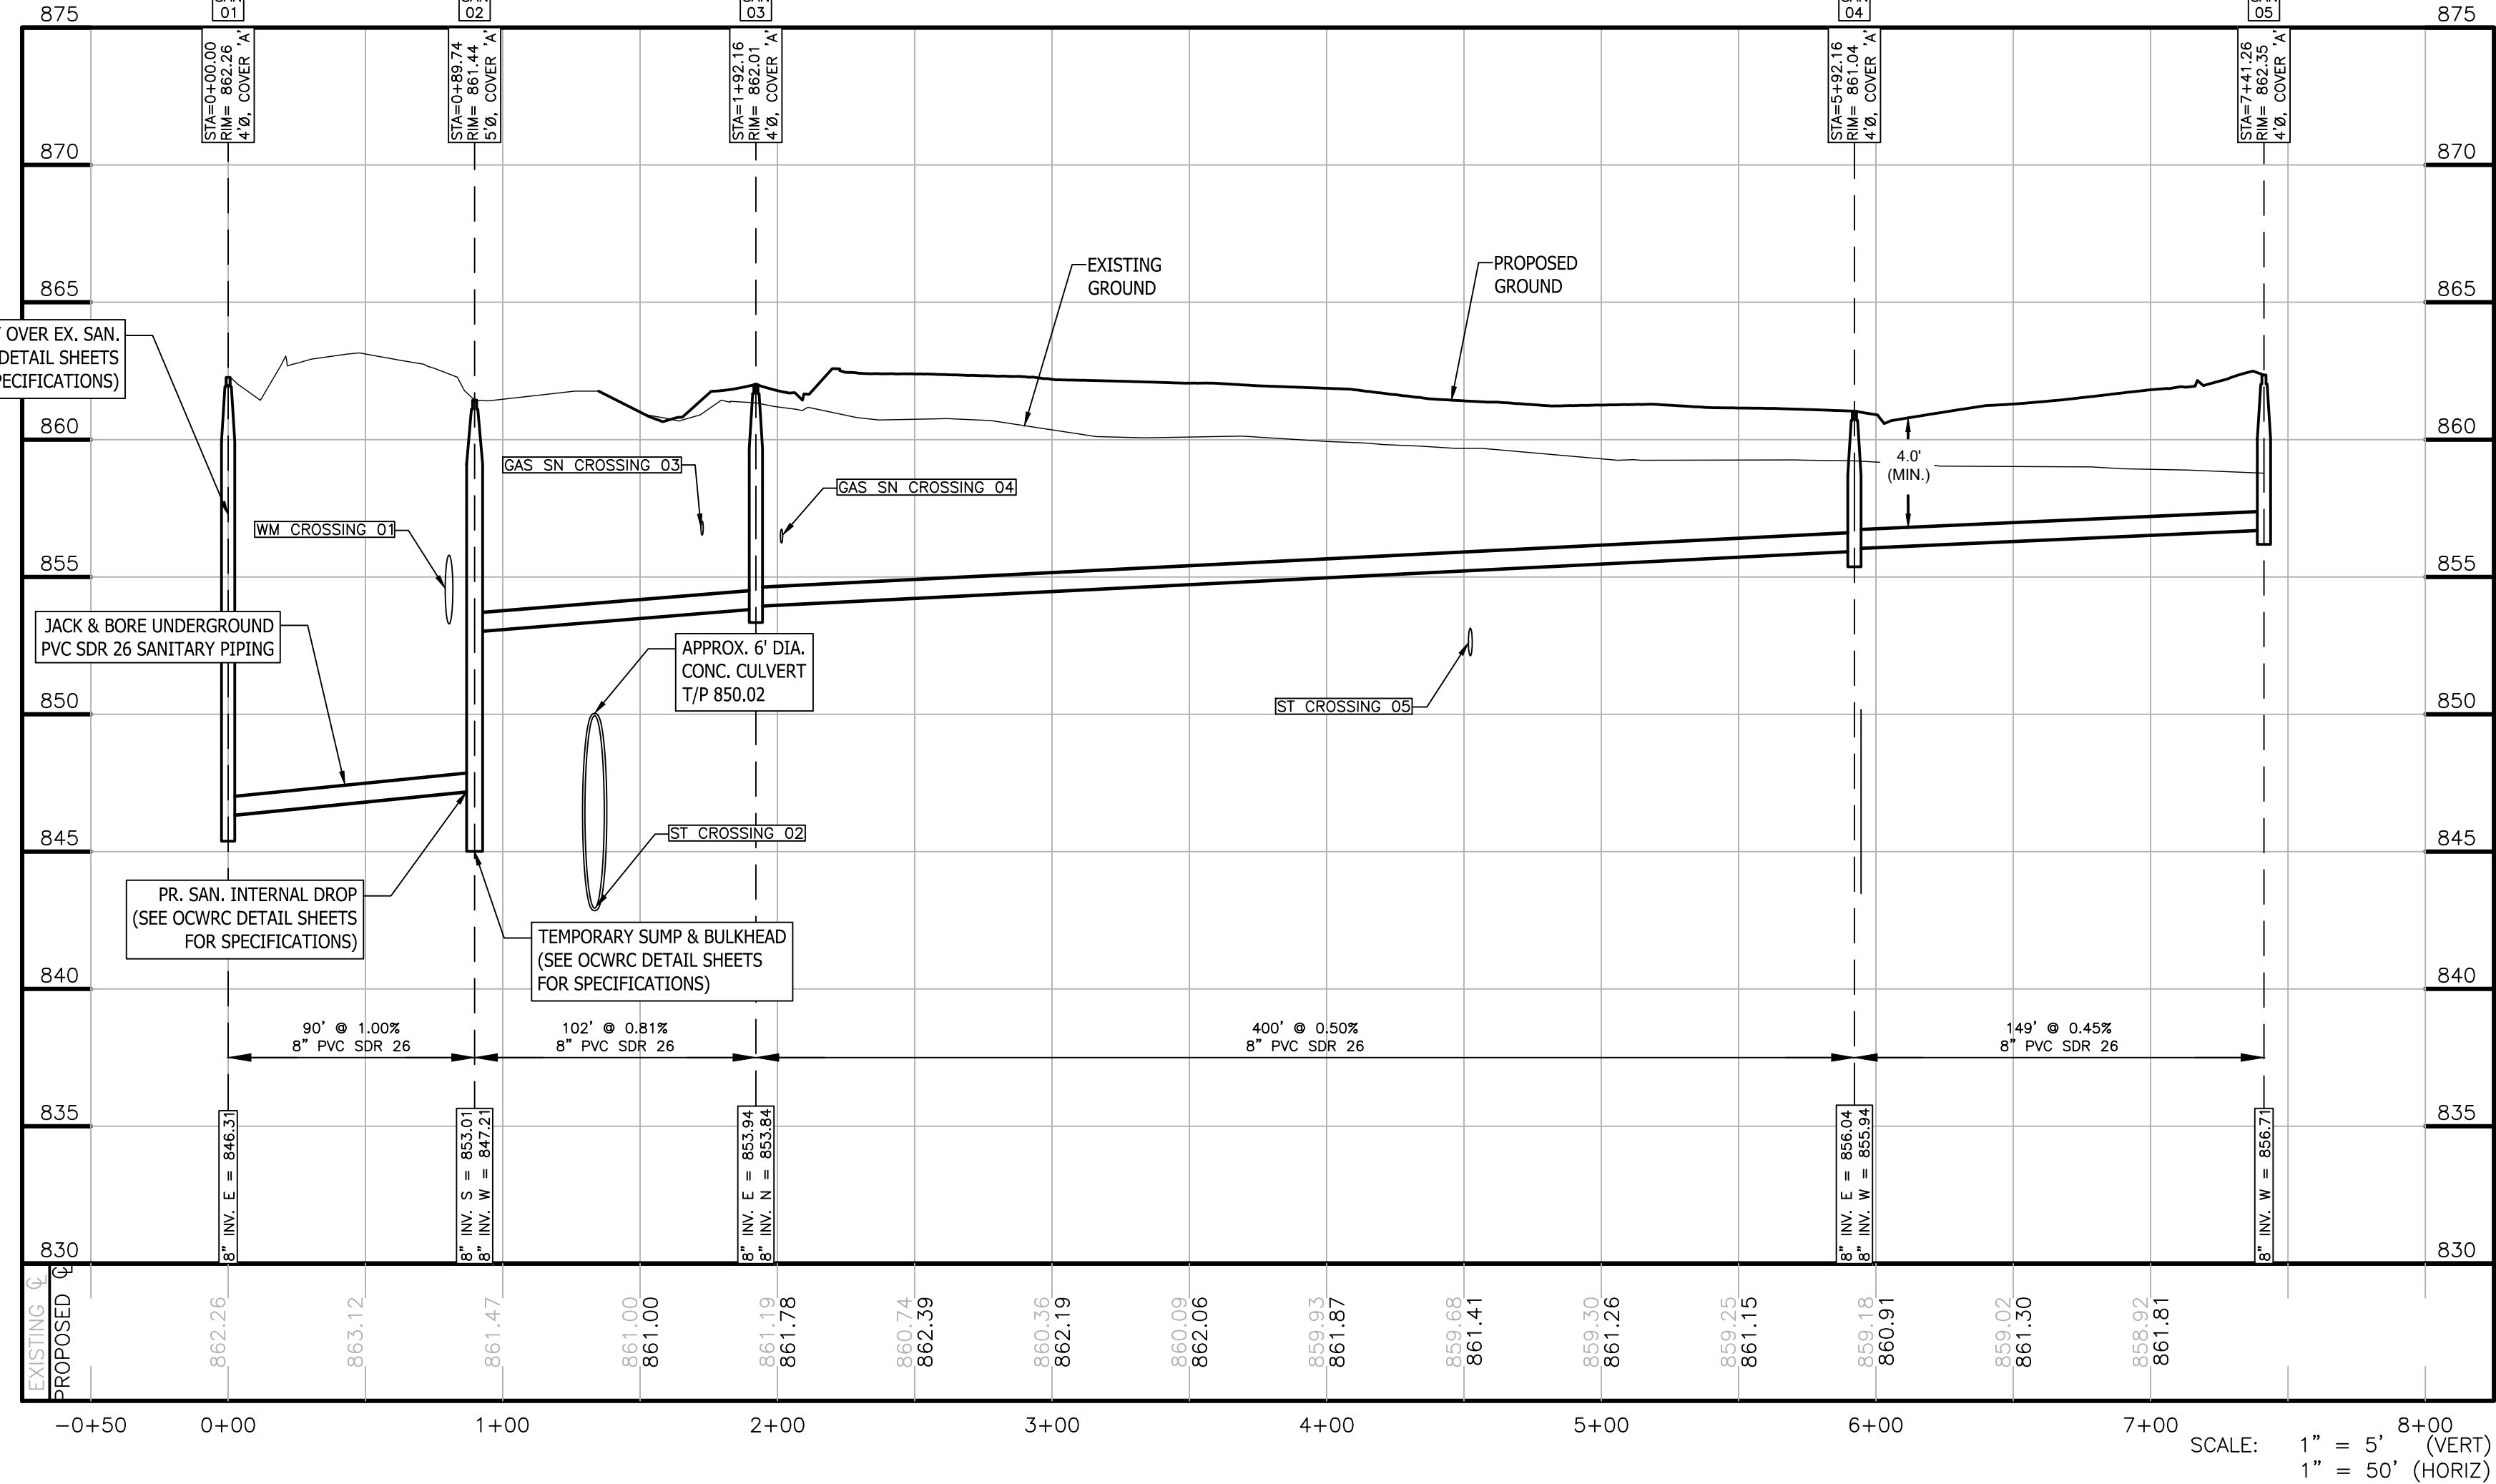 01
02
03
04
05
875
875
STA=0+00.00
RIM= 862.26
4'Ø, COVER 'A'
STA=0+89.74
RIM= 861.44
5'Ø, COVER 'A'
STA=1+92.16
RIM= 862.01
4'Ø, COVER 'A'
STA=5+92.16
RIM= 861.04
4'Ø, COVER 'A'
STA=7+41.26
RIM= 862.35
4'Ø, COVER 'A'
870
870
EXISTING
GROUND
PROPOSED
GROUND
865
865
OVER EX. SAN.
DETAIL SHEETS
860
860
4.0'
(MIN.)
GAS SN CROSSING 03
GAS SN CROSSING 04
WM CROSSING 01
855
855
JACK & BORE UNDERGROUND
PVC SDR 26 SANITARY PIPING
APPROX. 6' DIA.
CONC. CULVERT
T/P 850.02
ST CROSSING 05
850
850
ST CROSSING 02
845
845
PR. SAN. INTERNAL DROP
(SEE OCWRC DETAIL SHEETS
FOR SPECIFICATIONS)
TEMPORARY SUMP & BULKHEAD
(SEE OCWRC DETAIL SHEETS
FOR SPECIFICATIONS)
840
840
90' @ 1.00%
8" PVC SDR 26
102' @ 0.81%
8" PVC SDR 26
400' @ 0.50%
8" PVC SDR 26
149' @ 0.45%
8" PVC SDR 26
835
835
8" INV. E = 846.31
8" INV. S = 853.01
8" INV. W = 847.21
8" INV. E = 853.94
8" INV. N = 853.84
8" INV. E = 856.04
8" INV. W = 855.94
8" INV. W = 856.71
830
830
EXISTING ℄
PROPOSED ℄
862.26
863.12
861.47
861.00
861.00
861.19
861.78
860.74
862.39
860.36
862.19
860.09
862.06
859.93
861.87
859.68
861.41
859.30
861.26
859.25
861.15
859.18
860.91
859.02
861.30
858.92
861.81
-0+50
0+00
1+00
2+00
3+00
4+00
5+00
6+00
7+00
8+00
SCALE: 1" = 5' (VERT)
1" = 50' (HORIZ)